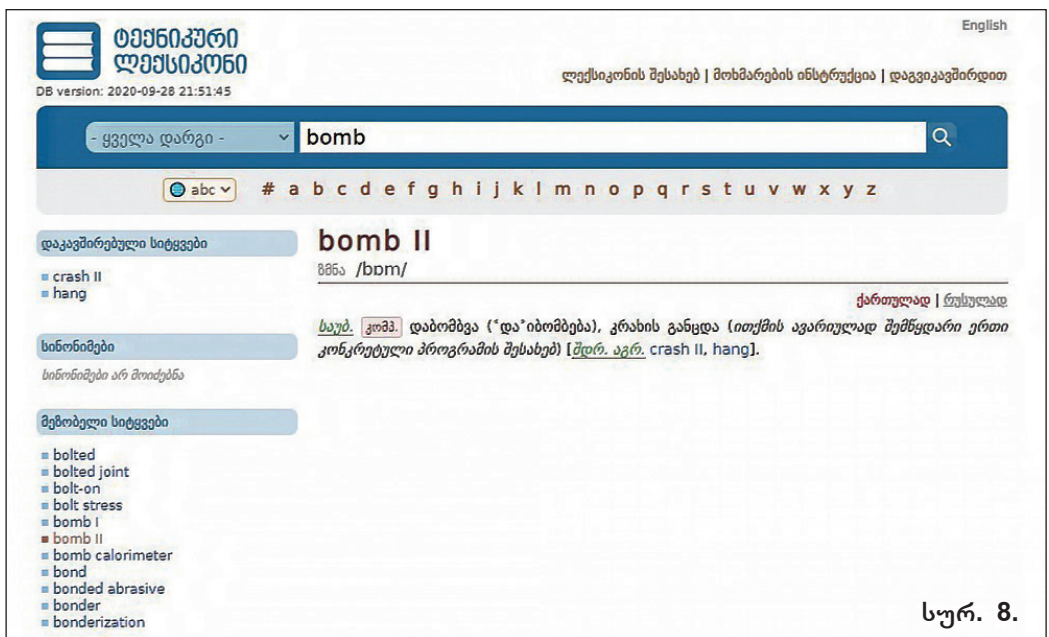 English
ტექნიკური
ლექსიკონი
ლექსიკონის შესახებ | მოხმარების ინსტრუქცია | დაგვიკავშირდით
DB version: 2020-09-28 21:51:45
- ყველა დარგი - bomb
abc # a b c d e f g h i j k l m n o p q r s t u v w x y z
დაკავშირებული სიტყვები
crash II
hang
სინონიმები
სინონიმები არ მოიძებნა
მეზობელი სიტყვები
bolted
bolted joint
bolt-on
bolt stress
bomb I
bomb II
bomb calorimeter
bond
bonded abrasive
bonder
bonderization
bomb II
ზმნა /bɒm/
ქართულად | რუსულად
საუბ. კომპ. დაბომბვა (˚და˚იბომბება), კრახის განცდა (ითქმის ავარიულად შემწყდარი ერთი
კონკრეტული პროგრამის შესახებ) [შდრ. აგრ. crash II, hang].
სურ. 8.